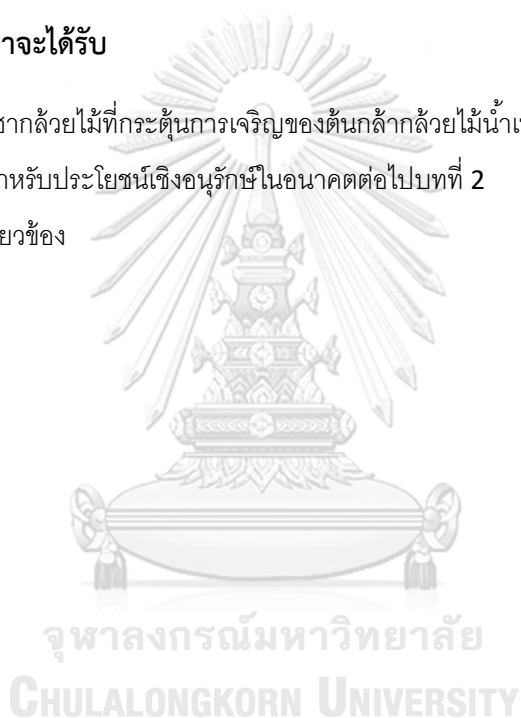 าจะได้รับ
ซากล้วยไม้ที่กระตุ้นการเจริญของต้นกล้ากล้วยไม้น้ำเ
าหรับประโยชน์เชิงอนุรักษ์ในอนาคตต่อไปบทที่ 2
ยวข้อง
จุฬาลงกรณ์มหาวิทยาลัย
CHULALONGKORN UNIVERSITY